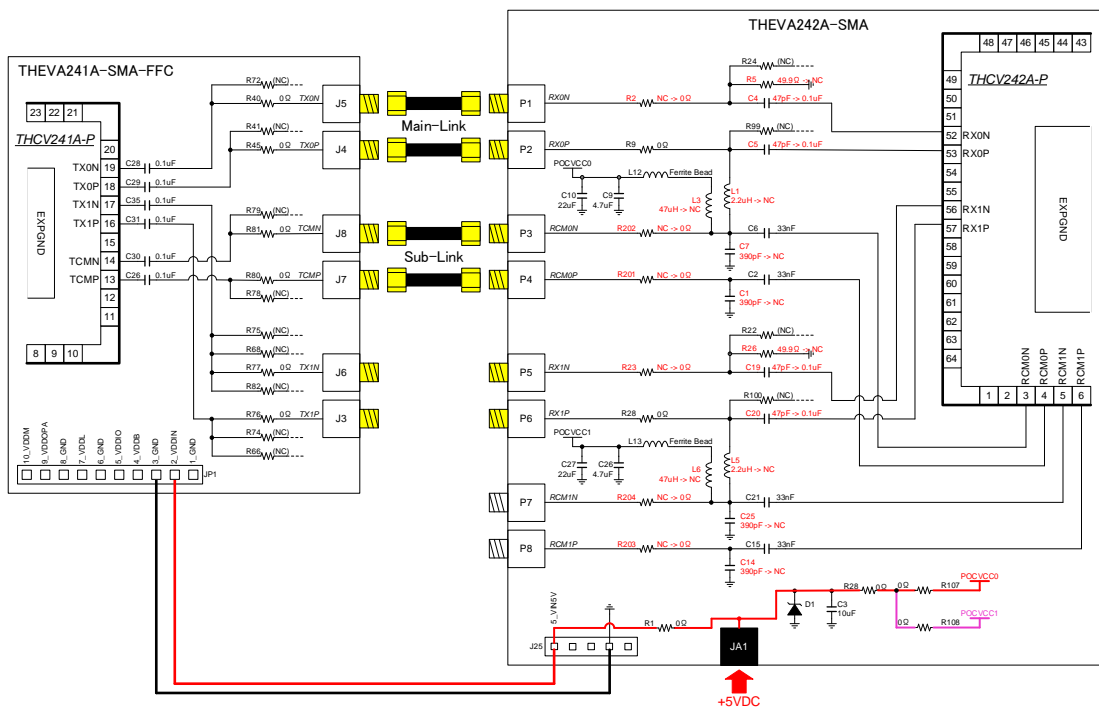 THEVA241A-SMA-FFC
23 22 21
THCV241A-P
EXPGND
20
TX0N 19
TX0P 18
TX1N 17
TX1P 16
15
TCMN 14
TCMP 13
12
11
8 9 10
C28 0.1uF
C29 0.1uF
C35 0.1uF
C31 0.1uF
C30 0.1uF
C26 0.1uF
R72 (NC)
R40 0Ω TX0N J5
R41 (NC)
R45 0Ω TX0P J4
R79 (NC)
R81 0Ω TCMN J8
R80 0Ω TCMP J7
R78 (NC)
R75 (NC)
R68 (NC)
R77 0Ω TX1N J6
R82 (NC)
R76 0Ω TX1P J3
R74 (NC)
R66 (NC)
10_VDDM
9_VDDOPA
8_GND
7_VDDL
6_GND
5_VDDIO
4_VDDB
3_GND
2_VDDIN
1_GND
JP1
Main-Link
Sub-Link
THEVA242A-SMA
P1 RX0N R2 NC -> 0Ω
R24 (NC)
R5 49.9Ω -> NC
C4 47pF -> 0.1uF
P2 RX0P R9 0Ω
R99 (NC)
C5 47pF -> 0.1uF
POCVCC0
L12 Ferrite Bead
C10 22uF
C9 4.7uF
L3 47uH -> NC
L1 2.2uH -> NC
P3 RCM0N R202 NC -> 0Ω
C6 33nF
C7 390pF -> NC
P4 RCM0P R201 NC -> 0Ω
C2 33nF
C1 390pF -> NC
P5 RX1N R23 NC -> 0Ω
R22 (NC)
R26 49.9Ω -> NC
C19 47pF -> 0.1uF
P6 RX1P R28 0Ω
R100 (NC)
C20 47pF -> 0.1uF
POCVCC0
L13 Ferrite Bead
C27 22uF
C26 4.7uF
L6 47uH -> NC
L5 2.2uH -> NC
P7 RCM1N R204 NC -> 0Ω
C21 33nF
C25 390pF -> NC
P8 RCM1P R203 NC -> 0Ω
C15 33nF
C14 390pF -> NC
48 47 46 45 44 43
THCV242A-P
EXPGND
49
50
51
52 RX0N
53 RX0P
54
55
56 RX1N
57 RX1P
58
59
60
61
62
63
64
RCM0N
RCM0P
RCM1N
RCM1P
1 2 3 4 5 6
5_VIN5V
J25
R1 0Ω
JA1
+5VDC
D1
C3 10uF
R28 0Ω
0Ω R107 POCVCC0
0Ω R108 POCVCC1